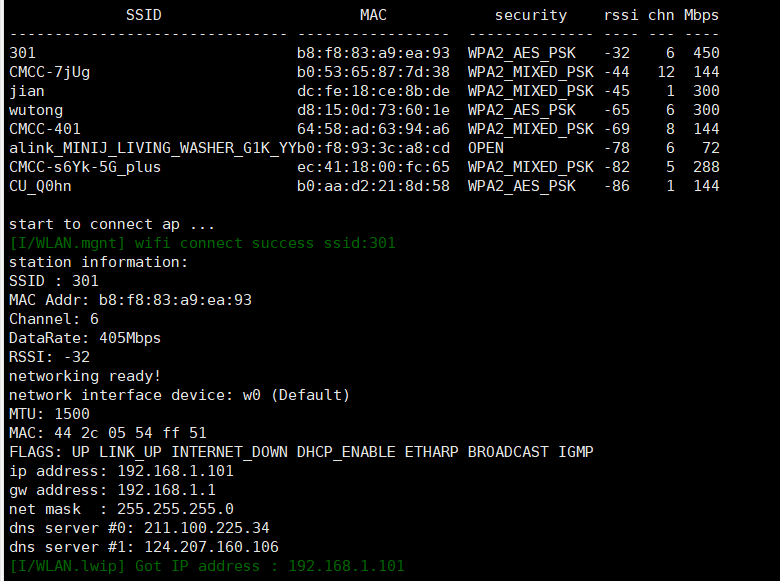 SSID MAC security rssi chn Mbps
------------------------------- ----------------- -------------- ---- --- ----
301 b8:f8:83:a9:ea:93 WPA2_AES_PSK -32 6 450
CMCC-7jUg b0:53:65:87:7d:38 WPA2_MIXED_PSK -44 12 144
jian dc:fe:18:ce:8b:de WPA2_MIXED_PSK -45 1 300
wutong d8:15:0d:73:60:1e WPA2_AES_PSK -65 6 300
CMCC-401 64:58:ad:63:94:a6 WPA2_MIXED_PSK -69 8 144
alink_MINIJ_LIVING_WASHER_G1K_YYb0:f8:93:3c:a8:cd OPEN -78 6 72
CMCC-s6Yk-5G_plus ec:41:18:00:fc:65 WPA2_MIXED_PSK -82 5 288
CU_Q0hn b0:aa:d2:21:8d:58 WPA2_AES_PSK -86 1 144
start to connect ap ...
[I/WLAN.mgnt] wifi connect success ssid:301
station information:
SSID : 301
MAC Addr: b8:f8:83:a9:ea:93
Channel: 6
DataRate: 405Mbps
RSSI: -32
networking ready!
network interface device: w0 (Default)
MTU: 1500
MAC: 44 2c 05 54 ff 51
FLAGS: UP LINK_UP INTERNET_DOWN DHCP_ENABLE ETHARP BROADCAST IGMP
ip address: 192.168.1.101
gw address: 192.168.1.1
net mask  : 255.255.255.0
dns server #0: 211.100.225.34
dns server #1: 124.207.160.106
[I/WLAN.lwip] Got IP address : 192.168.1.101